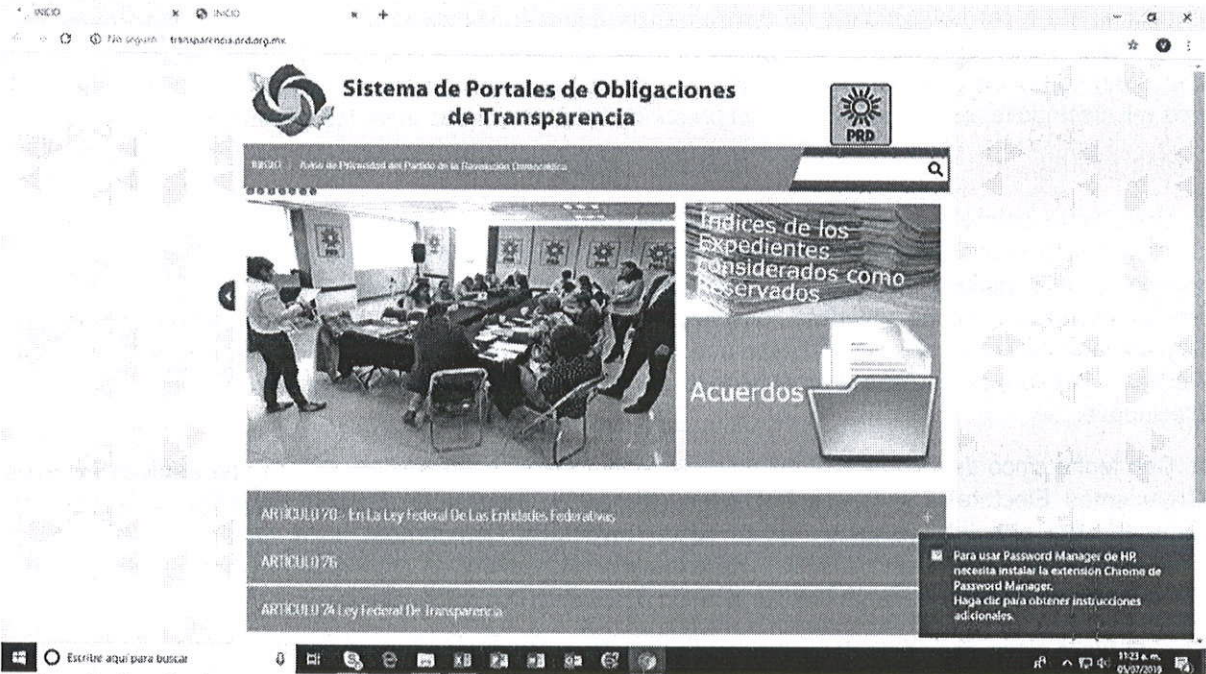 INICIO
INICIO
No seguro transparencia.prd.org.mx
Sistema de Portales de Obligaciones
de Transparencia
PRD
INICIO Aviso de Privacidad del Partido de la Revolución Democrática
Índices de los
Expedientes
considerados como
Reservados
Acuerdos
ARTÍCULO 70 - En La Ley Federal De Las Entidades Federativas
ARTÍCULO 76
ARTÍCULO 74 Ley Federal De Transparencia
Para usar Password Manager de HP,
necesita instalar la extensión Chrome de
Password Manager.
Haga clic para obtener instrucciones
adicionales.
Escribe aquí para buscar
11:23 a.m.
05/07/2019